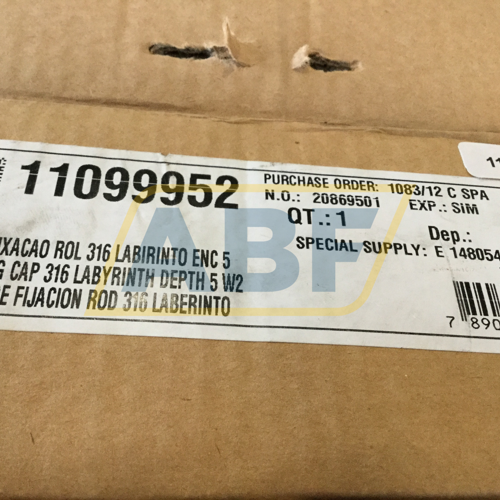 11099952
PURCHASE ORDER: 1083/12 C SPA
N.O.: 20869501 EXP.: SIM
QT.: 1
Dep.:
SPECIAL SUPPLY: E 148054
IXACAO ROL 316 LABIRINTO ENC 5
G CAP 316 LABYRINTH DEPTH 5 W2
E FIJACION ROD 316 LABERINTO
7 890
11
ABF